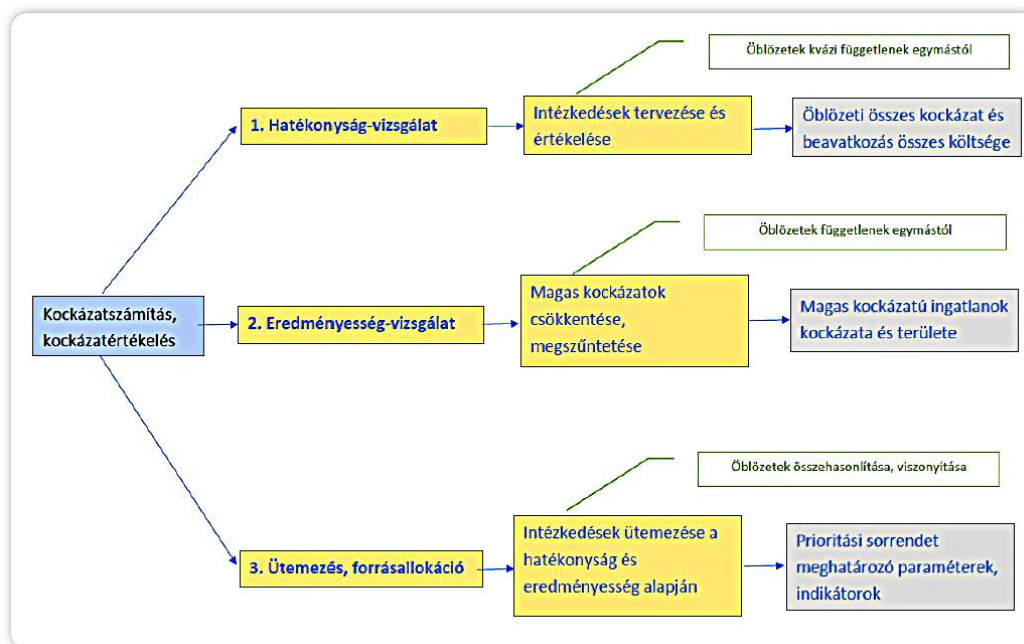 Öblözetek kvázi függetlenek egymástól
1. Hatékonyság-vizsgálat
Intézkedések tervezése és
értékelése
Öblözeti összes kockázat és
beavatkozás összes költsége
Öblözetek függetlenek egymástól
Kockázatszámítás,
kockázatértékelés
2. Eredményesség-vizsgálat
Magas kockázatok
csökkentése,
megszűntetése
Magas kockázatú ingatlanok
kockázata és területe
Öblözetek összehasonlítása, viszonyítása
3. Ütemezés, forrásallokáció
Intézkedések ütemezése a
hatékonyság és
eredményesség alapján
Prioritási sorrendet
meghatározó paraméterek,
indikátorok